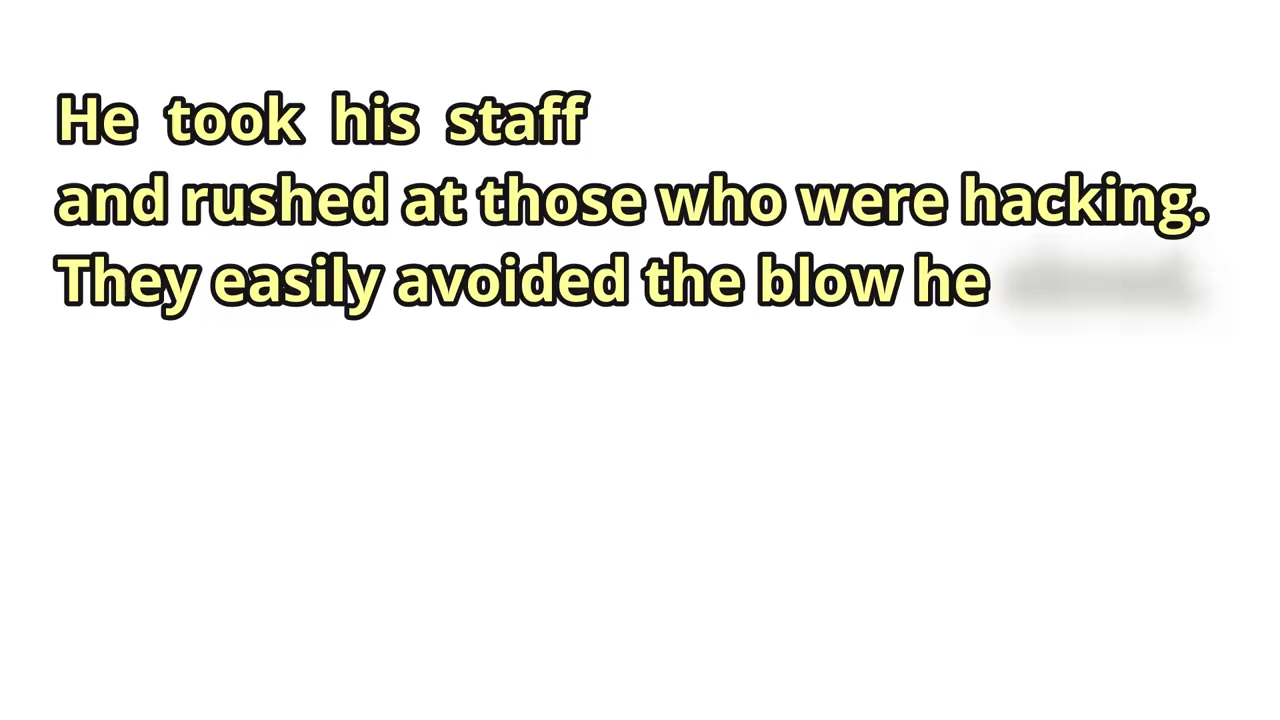 He took his staff
and rushed at those who were hacking.
They easily avoided the blow he